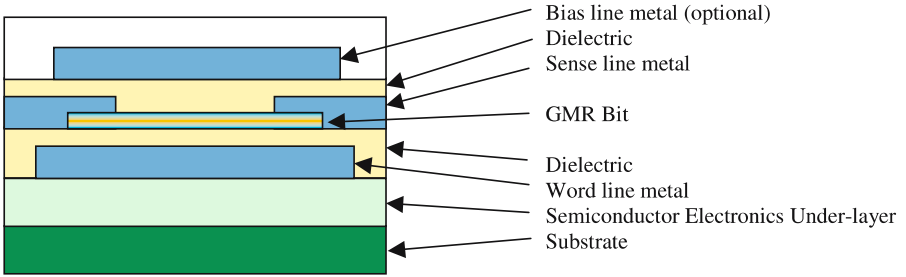 Bias line metal (optional)
Dielectric
Sense line metal
GMR Bit
Dielectric
Word line metal
Semiconductor Electronics Under-layer
Substrate